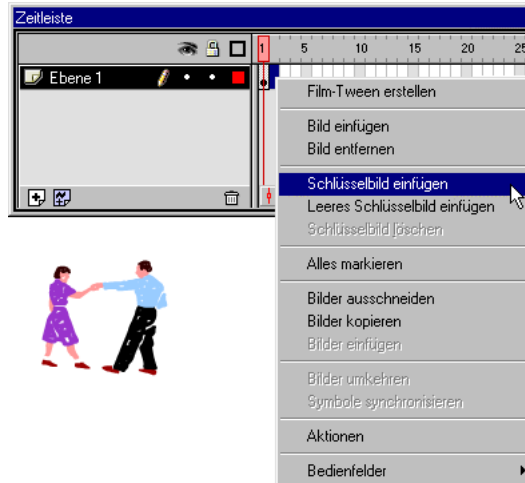 Zeitleiste
1 5 10 15 20 25
Ebene 1
Film-Tween erstellen
Bild einfügen
Bild entfernen
Schlüsselbild einfügen
Leeres Schlüsselbild einfügen
Schlüsselbild löschen
Alles markieren
Bilder ausschneiden
Bilder kopieren
Bilder einfügen
Bilder umkehren
Symbole synchronisieren
Aktionen
Bedienfelder